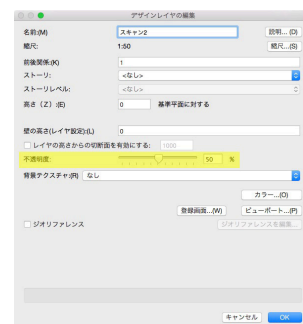 デザインレイヤの編集
名前:(M) スキャン2 説明... (D)
縮尺: 1:50 縮尺...(S)
前後関係:(K) 1
ストーリ: <なし>
ストーリレベル: <なし>
高さ（Z）:(E) 0 基準平面に対する
壁の高さ(レイヤ設定):(L) 0
レイヤの高さからの切断面を有効にする: 1000
不透明度: 50 %
背景テクスチャ:(R) なし
カラー...(O)
登録画面...(W) ビューポート...(P)
ジオリファレンス ジオリファレンスを編集...
キャンセル OK